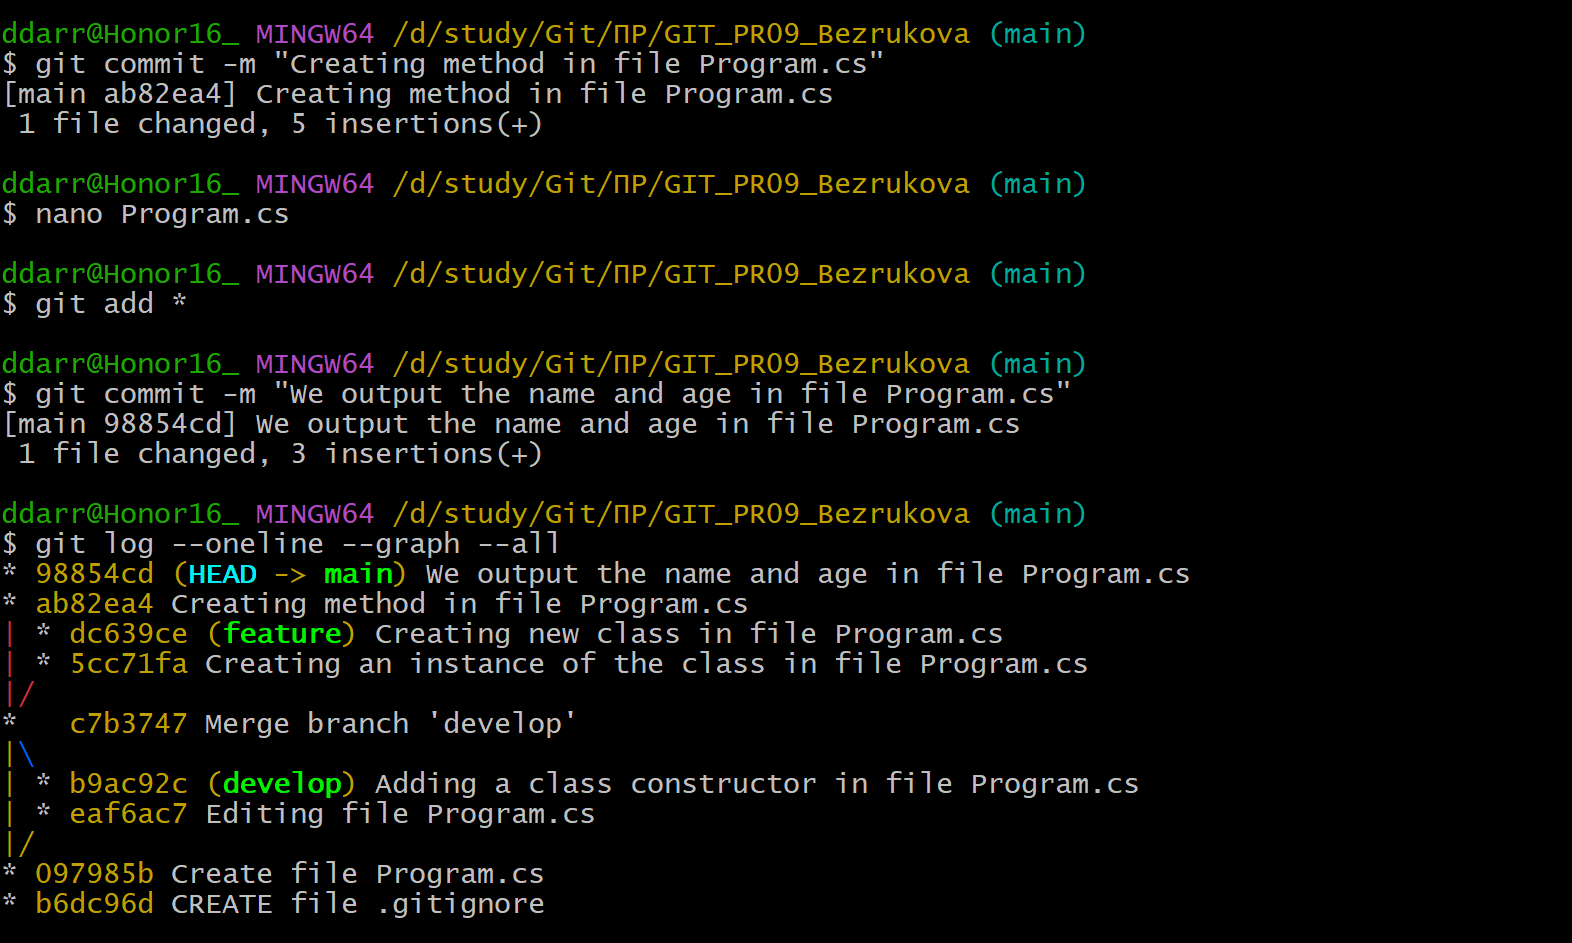 ddarr@Honor16_ MINGW64 /d/study/Git/ПР/GIT_PR09_Bezrukova (main)
$ git commit -m "Creating method in file Program.cs"
[main ab82ea4] Creating method in file Program.cs
 1 file changed, 5 insertions(+)

ddarr@Honor16_ MINGW64 /d/study/Git/ПР/GIT_PR09_Bezrukova (main)
$ nano Program.cs

ddarr@Honor16_ MINGW64 /d/study/Git/ПР/GIT_PR09_Bezrukova (main)
$ git add *

ddarr@Honor16_ MINGW64 /d/study/Git/ПР/GIT_PR09_Bezrukova (main)
$ git commit -m "We output the name and age in file Program.cs"
[main 98854cd] We output the name and age in file Program.cs
 1 file changed, 3 insertions(+)

ddarr@Honor16_ MINGW64 /d/study/Git/ПР/GIT_PR09_Bezrukova (main)
$ git log --oneline --graph --all
* 98854cd (HEAD -> main) We output the name and age in file Program.cs
* ab82ea4 Creating method in file Program.cs
| * dc639ce (feature) Creating new class in file Program.cs
| * 5cc71fa Creating an instance of the class in file Program.cs
|/
*   c7b3747 Merge branch 'develop'
|\
| * b9ac92c (develop) Adding a class constructor in file Program.cs
| * eaf6ac7 Editing file Program.cs
|/
* 097985b Create file Program.cs
* b6dc96d CREATE file .gitignore